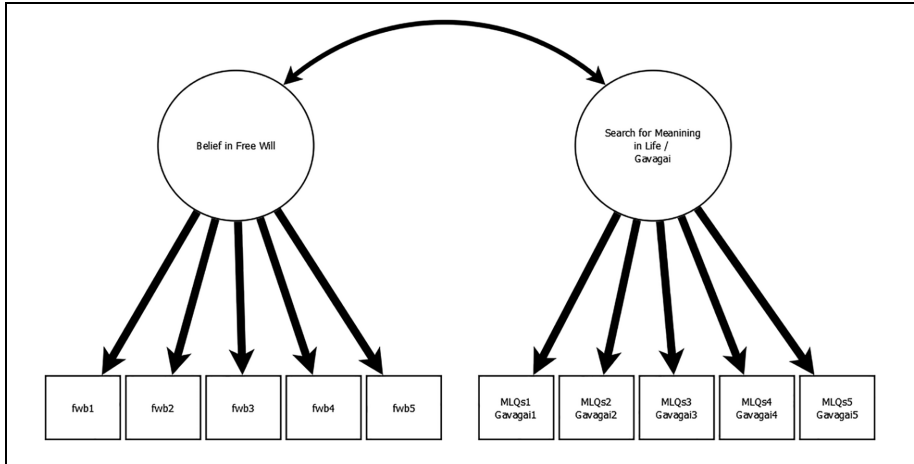 Belief in Free Will
Search for Meanining
in Life /
Gavagai
fwb1
fwb2
fwb3
fwb4
fwb5
MLQs1
Gavagai1
MLQs2
Gavagai2
MLQs3
Gavagai3
MLQs4
Gavagai4
MLQs5
Gavagai5